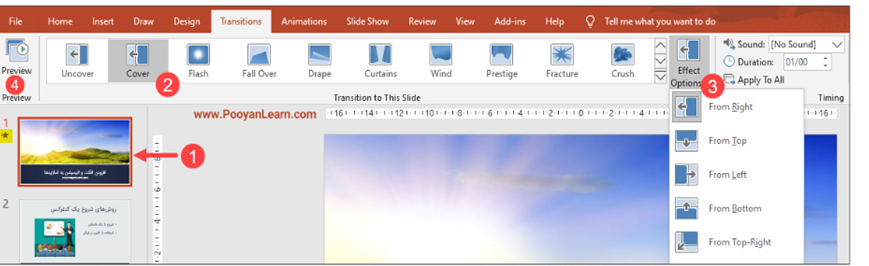 File Home Insert Draw Design Transitions Animations Slide Show Review View Add-ins Help Tell me what you want to do
Preview
4
Preview
Uncover Cover Flash Fall Over Drape Curtains Wind Prestige Fracture Crush
2
Transition to This Slide
Effect Options
3
Sound: [No Sound]
Duration: 01/00
Apply To All
Timing
www.PooyanLearn.com
16 14 12 10 8 6 4 2 2 4 16
From Right
From Top
From Left
From Bottom
From Top-Right
1
1
افزودن افکت و انیمیشن به اسلایدها
2
روش‌های شروع یک کنفرانس